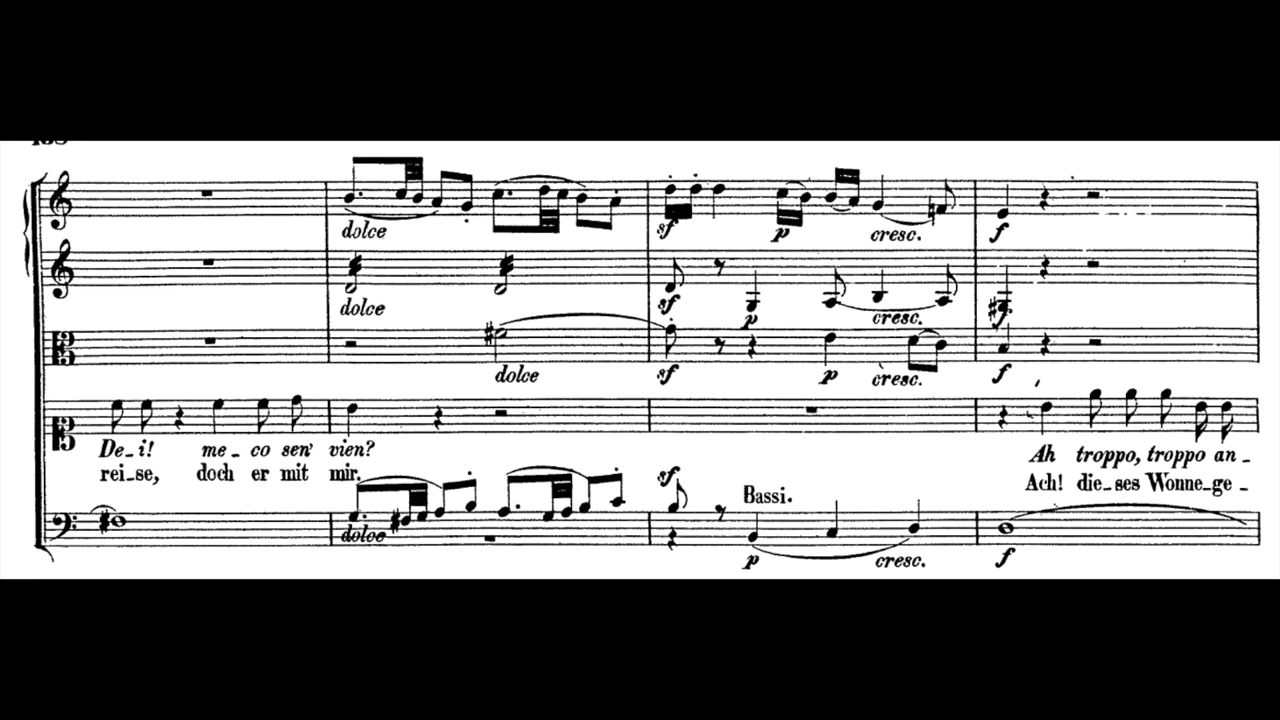 dolce
sf p cresc. f
dolce
sf p cresc. f
dolce sf p cresc. f
De-i! me-co sen' vien? Ah troppo, troppo an-
rei-se, doch er mit mir. Ach! die-ses Wonne-ge-
sf Bassi.
dolce
p cresc. f